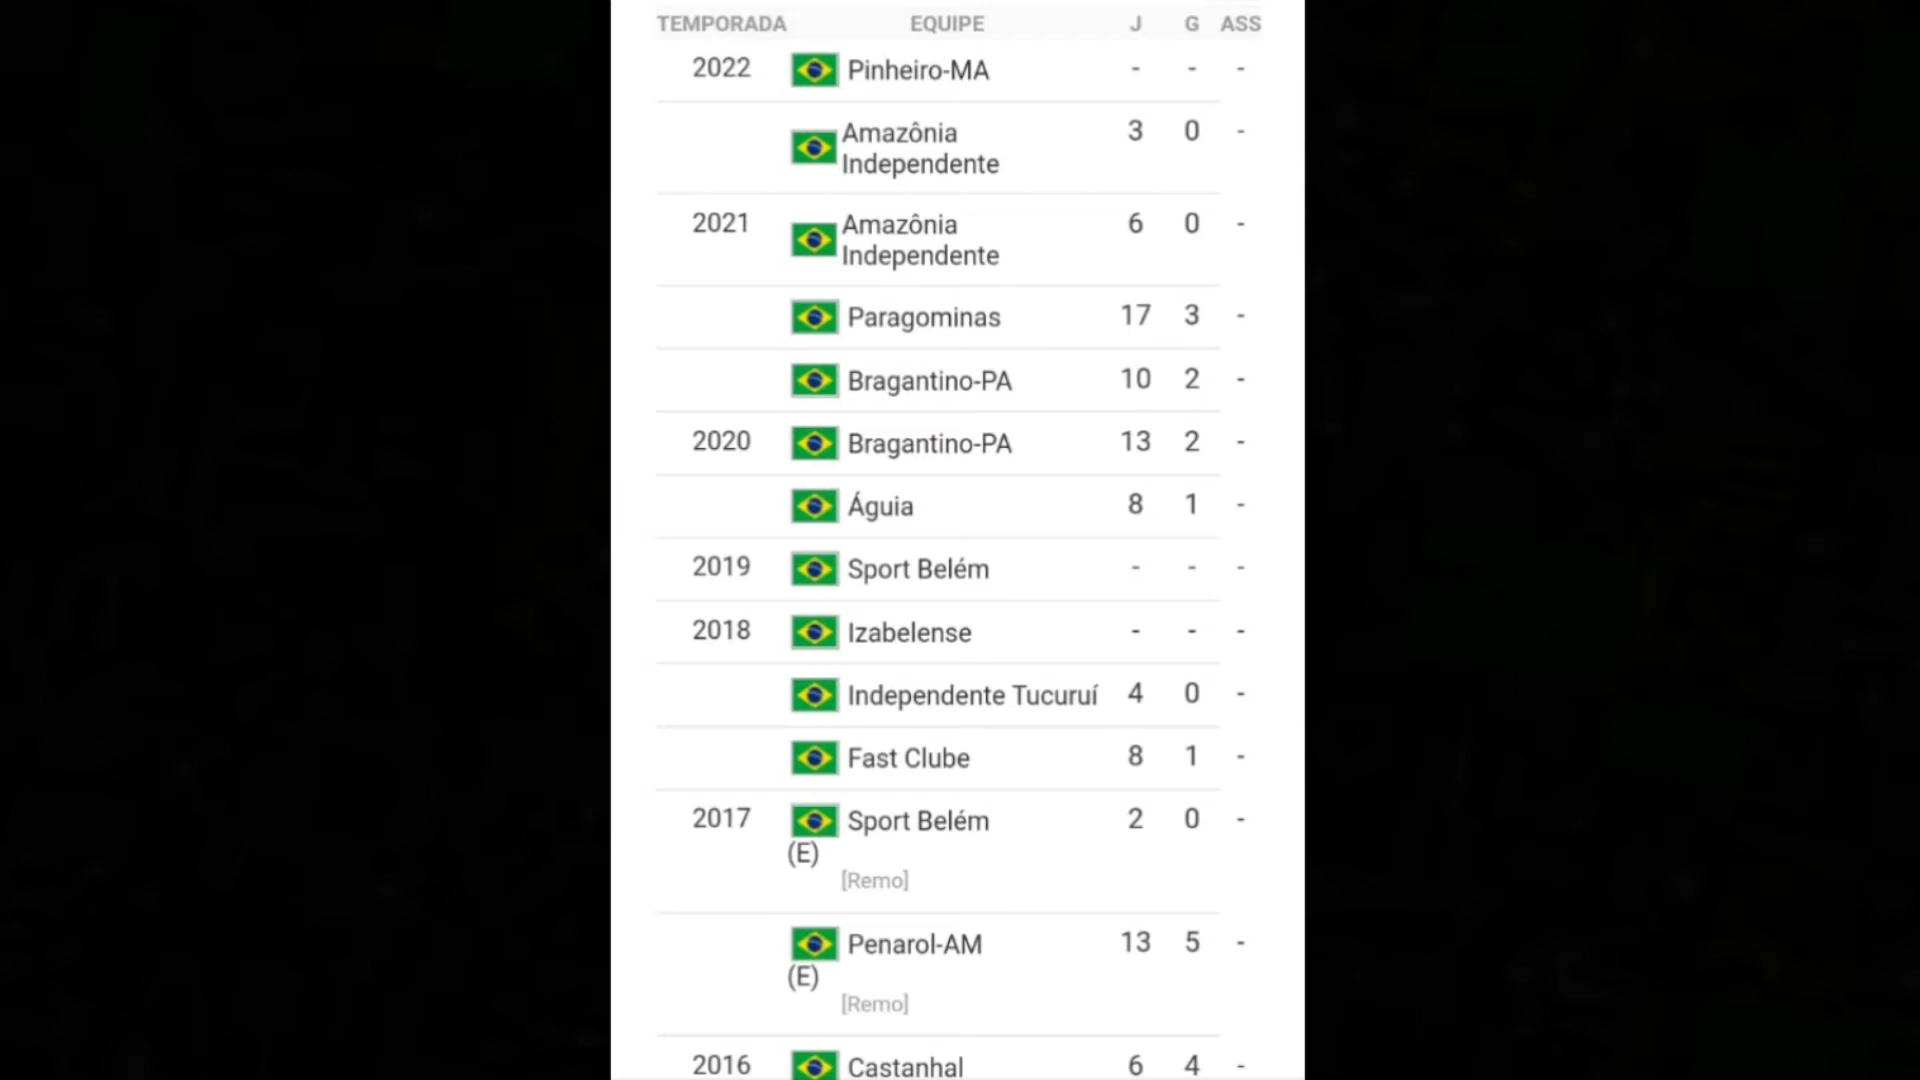 TEMPORADA EQUIPE J G ASS
2022 Pinheiro-MA - - -
Amazônia
Independente 3 0 -
2021 Amazônia
Independente 6 0 -
Paragominas 17 3 -
Bragantino-PA 10 2 -
2020 Bragantino-PA 13 2 -
Águia 8 1 -
2019 Sport Belém - - -
2018 Izabelense - - -
Independente Tucuruí 4 0 -
Fast Clube 8 1 -
2017 Sport Belém 2 0 -
(E)
[Remo]
Penarol-AM 13 5 -
(E)
[Remo]
2016 Castanhal 6 4 -